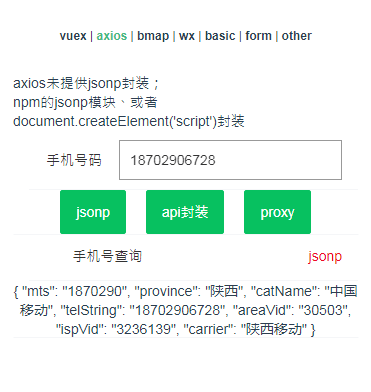 vuex | axios | bmap | wx | basic | form | other
axios未提供jsonp封装；
npm的jsonp模块、或者
document.createElement('script')封装
手机号码 18702906728
jsonp api封装 proxy
手机号查询 jsonp
{ "mts": "1870290", "province": "陕西", "catName": "中国
移动", "telString": "18702906728", "areaVid": "30503",
"ispVid": "3236139", "carrier": "陕西移动" }